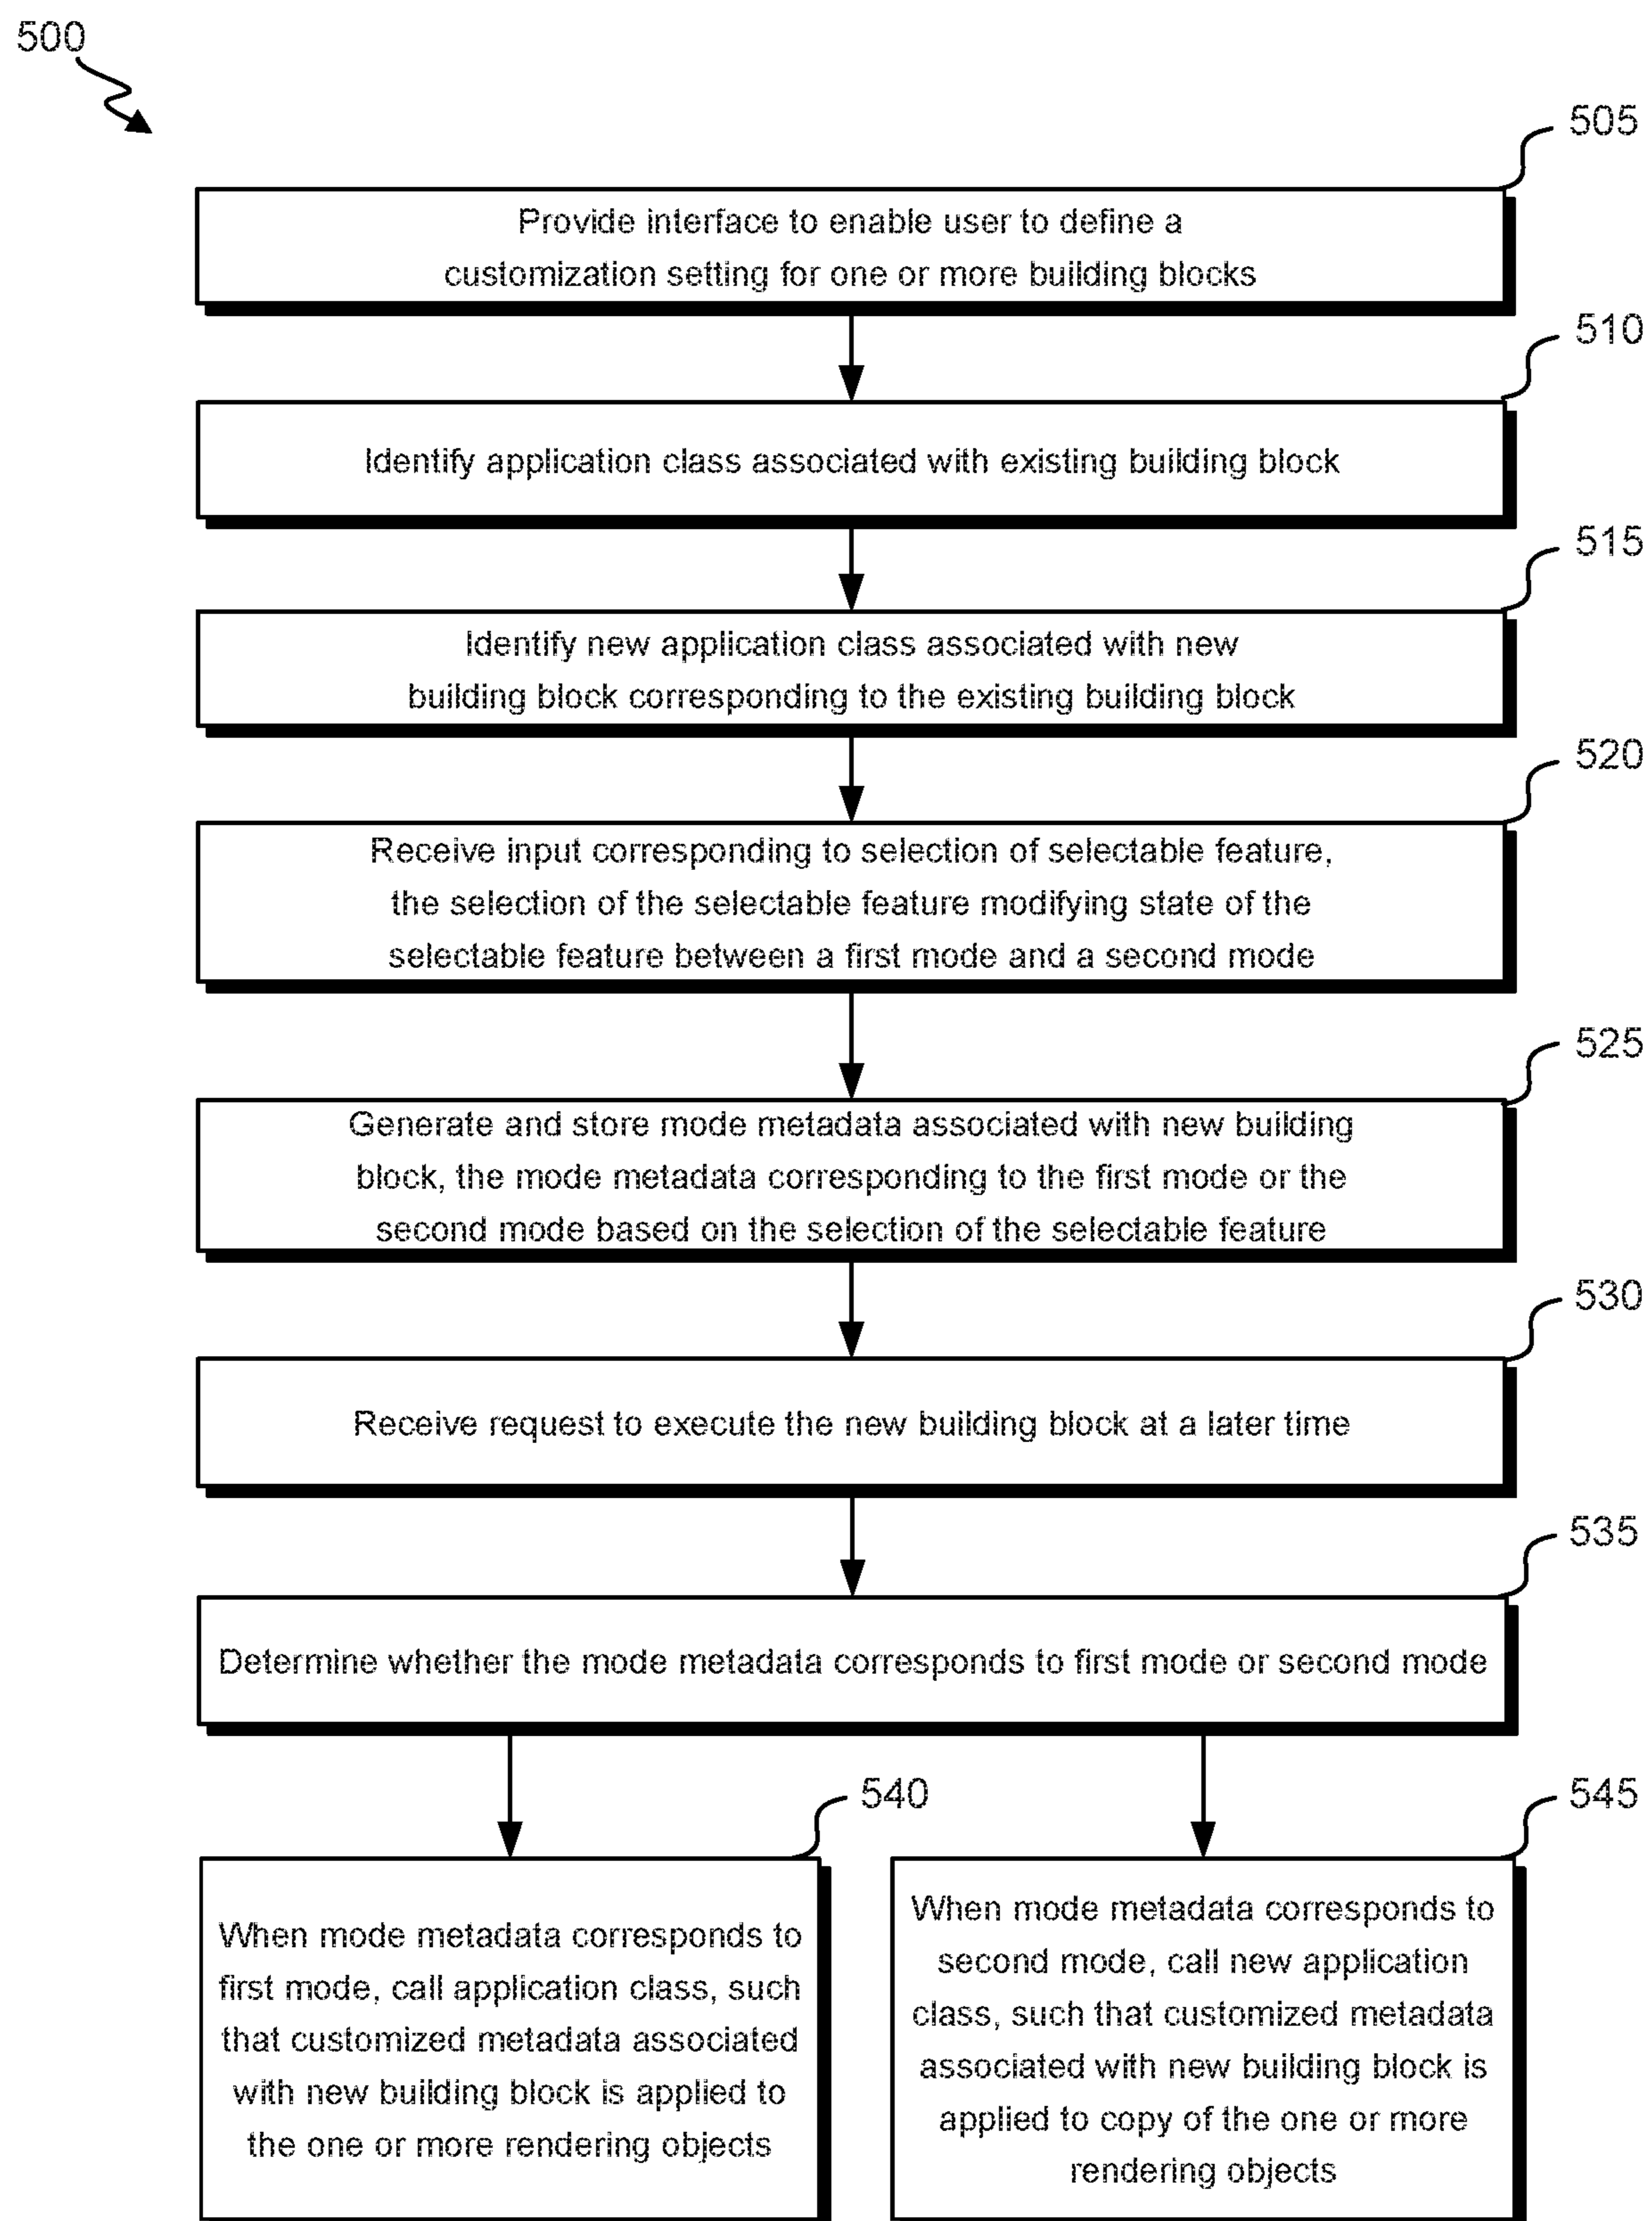 500
505
Provide interface to enable user to define a
customization setting for one or more building blocks
510
Identify application class associated with existing building block
515
Identify new application class associated with new
building block corresponding to the existing building block
520
Receive input corresponding to selection of selectable feature,
the selection of the selectable feature modifying state of the
selectable feature between a first mode and a second mode
525
Generate and store mode metadata associated with new building
block, the mode metadata corresponding to the first mode or the
second mode based on the selection of the selectable feature
530
Receive request to execute the new building block at a later time
535
Determine whether the mode metadata corresponds to first mode or second mode
540
When mode metadata corresponds to
first mode, call application class, such
that customized metadata associated
with new building block is applied to
the one or more rendering objects
545
When mode metadata corresponds to
second mode, call new application
class, such that customized metadata
associated with new building block is
applied to copy of the one or more
rendering objects